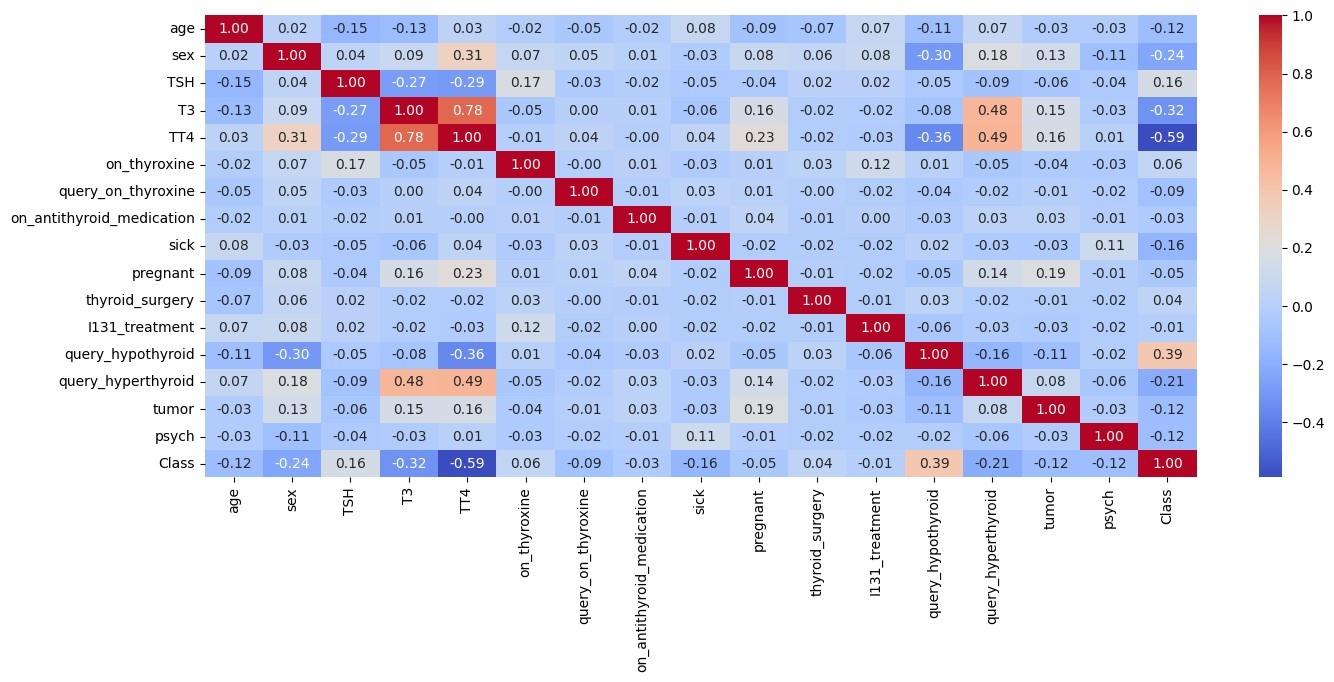 age 1.00 0.02 -0.15 -0.13 0.03 -0.02 -0.05 -0.02 0.08 -0.09 -0.07 0.07 -0.11 0.07 -0.03 -0.03 -0.12 1.0
sex 0.02 1.00 0.04 0.09 0.31 0.07 0.05 0.01 -0.03 0.08 0.06 0.08 -0.30 0.18 0.13 -0.11 -0.24
TSH -0.15 0.04 1.00 -0.27 -0.29 0.17 -0.03 -0.02 -0.05 -0.04 0.02 0.02 -0.05 -0.09 -0.06 -0.04 0.16 0.8
T3 -0.13 0.09 -0.27 1.00 0.78 -0.05 0.00 0.01 -0.06 0.16 -0.02 -0.02 -0.08 0.48 0.15 -0.03 -0.32
TT4 0.03 0.31 -0.29 0.78 1.00 -0.01 0.04 -0.00 0.04 0.23 -0.02 -0.03 -0.36 0.49 0.16 0.01 -0.59 0.6
on_thyroxine -0.02 0.07 0.17 -0.05 -0.01 1.00 -0.00 0.01 -0.03 0.01 0.03 0.12 0.01 -0.05 -0.04 -0.03 0.06
query_on_thyroxine -0.05 0.05 -0.03 0.00 0.04 -0.00 1.00 -0.01 0.03 0.01 -0.00 -0.02 -0.04 -0.02 -0.01 -0.02 -0.09 0.4
on_antithyroid_medication -0.02 0.01 -0.02 0.01 -0.00 0.01 -0.01 1.00 -0.01 0.04 -0.01 0.00 -0.03 0.03 0.03 -0.01 -0.03
sick 0.08 -0.03 -0.05 -0.06 0.04 -0.03 0.03 -0.01 1.00 -0.02 -0.02 -0.02 0.02 -0.03 -0.03 0.11 -0.16 0.2
pregnant -0.09 0.08 -0.04 0.16 0.23 0.01 0.01 0.04 -0.02 1.00 -0.01 -0.02 -0.05 0.14 0.19 -0.01 -0.05
thyroid_surgery -0.07 0.06 0.02 -0.02 -0.02 0.03 -0.00 -0.01 -0.02 -0.01 1.00 -0.01 0.03 -0.02 -0.01 -0.02 0.04 0.0
I131_treatment 0.07 0.08 0.02 -0.02 -0.03 0.12 -0.02 0.00 -0.02 -0.02 -0.01 1.00 -0.06 -0.03 -0.03 -0.02 -0.01
query_hypothyroid -0.11 -0.30 -0.05 -0.08 -0.36 0.01 -0.04 -0.03 0.02 -0.05 0.03 -0.06 1.00 -0.16 -0.11 -0.02 0.39 −0.2
query_hyperthyroid 0.07 0.18 -0.09 0.48 0.49 -0.05 -0.02 0.03 -0.03 0.14 -0.02 -0.03 -0.16 1.00 0.08 -0.06 -0.21
tumor -0.03 0.13 -0.06 0.15 0.16 -0.04 -0.01 0.03 -0.03 0.19 -0.01 -0.03 -0.11 0.08 1.00 -0.03 -0.12 −0.4
psych -0.03 -0.11 -0.04 -0.03 0.01 -0.03 -0.02 -0.01 0.11 -0.01 -0.02 -0.02 -0.02 -0.06 -0.03 1.00 -0.12
Class -0.12 -0.24 0.16 -0.32 -0.59 0.06 -0.09 -0.03 -0.16 -0.05 0.04 -0.01 0.39 -0.21 -0.12 -0.12 1.00
age sex TSH T3 TT4 on_thyroxine query_on_thyroxine on_antithyroid_medication sick pregnant thyroid_surgery I131_treatment query_hypothyroid query_hyperthyroid tumor psych Class